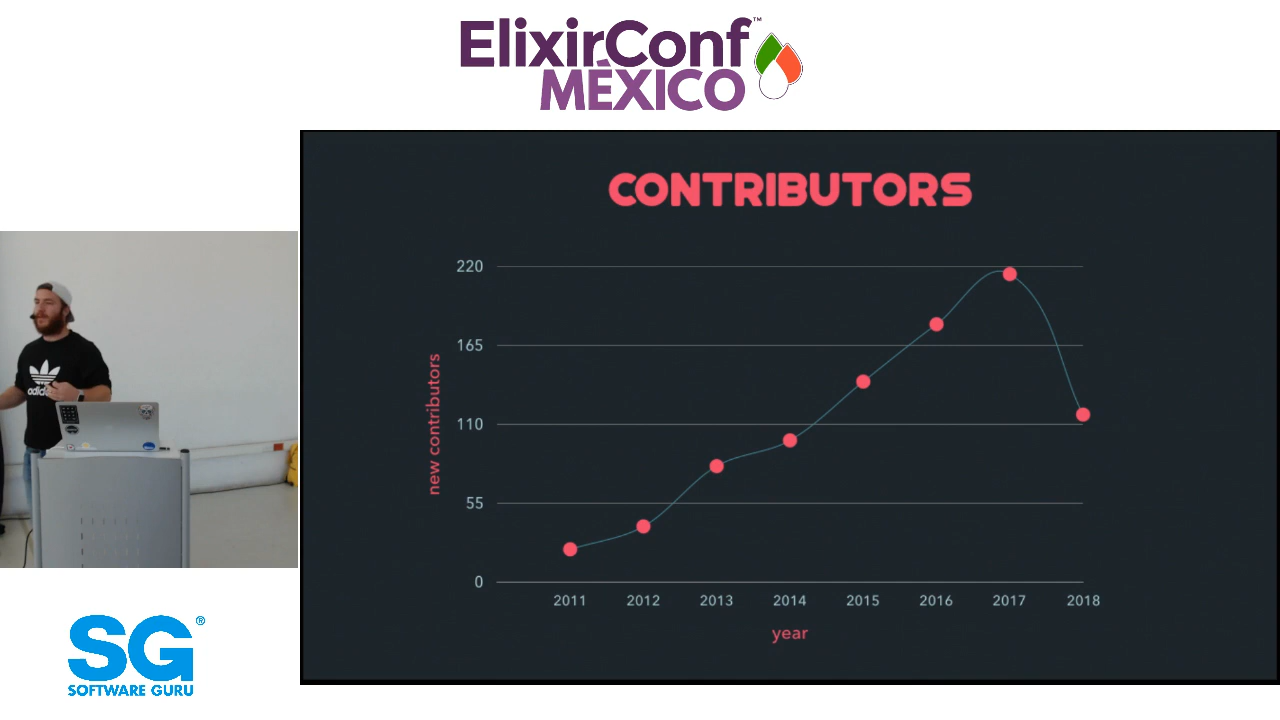 ElixirConf™
MÉXICO
CONTRIBUTORS
220
165
110
55
0
new contributors
2011 2012 2013 2014 2015 2016 2017 2018
year
adidas
SG®
SOFTWARE GURU